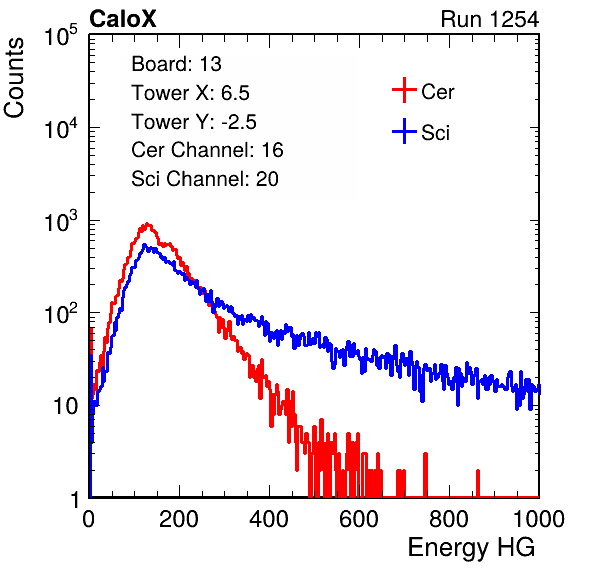 CaloX Run 1254
Counts
10^5
10^4
10^3
10^2
10
1
Board: 13
Tower X: 6.5
Tower Y: -2.5
Cer Channel: 16
Sci Channel: 20
Cer
Sci
0 200 400 600 800 1000
Energy HG